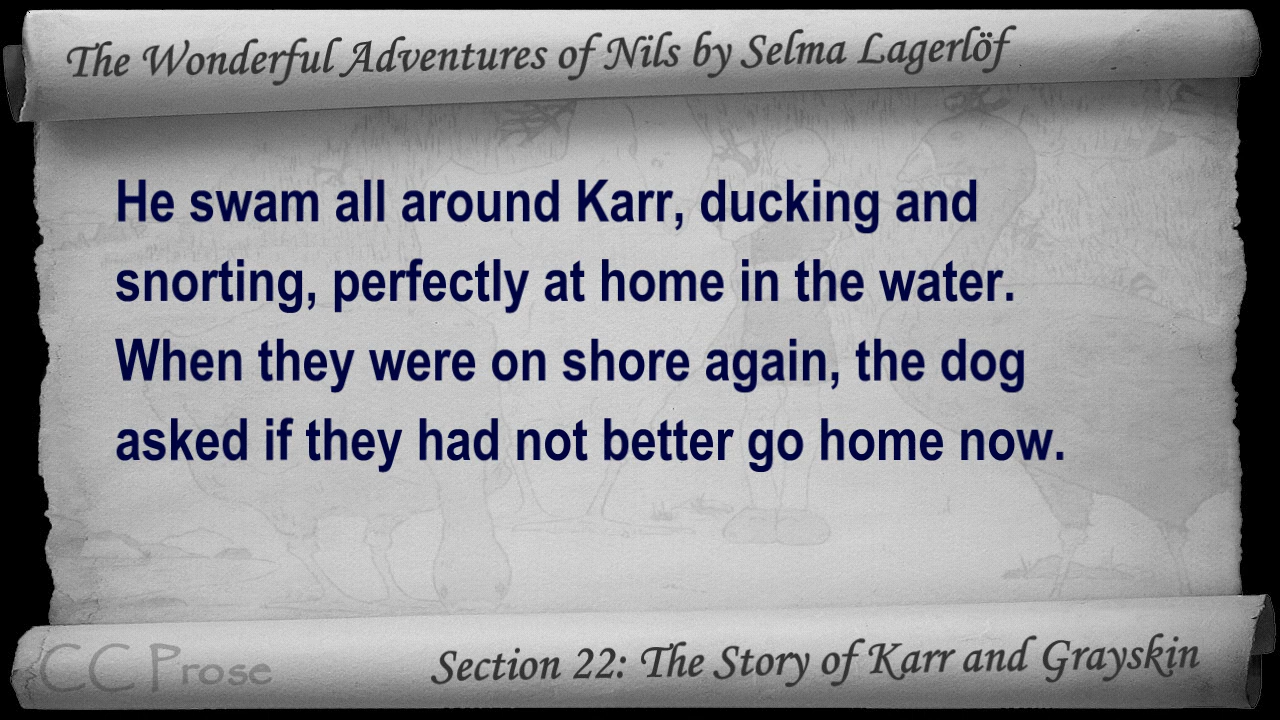 The Wonderful Adventures of Nils by Selma Lagerlöf
He swam all around Karr, ducking and
snorting, perfectly at home in the water.
When they were on shore again, the dog
asked if they had not better go home now.
CC Prose
Section 22: The Story of Karr and Grayskin